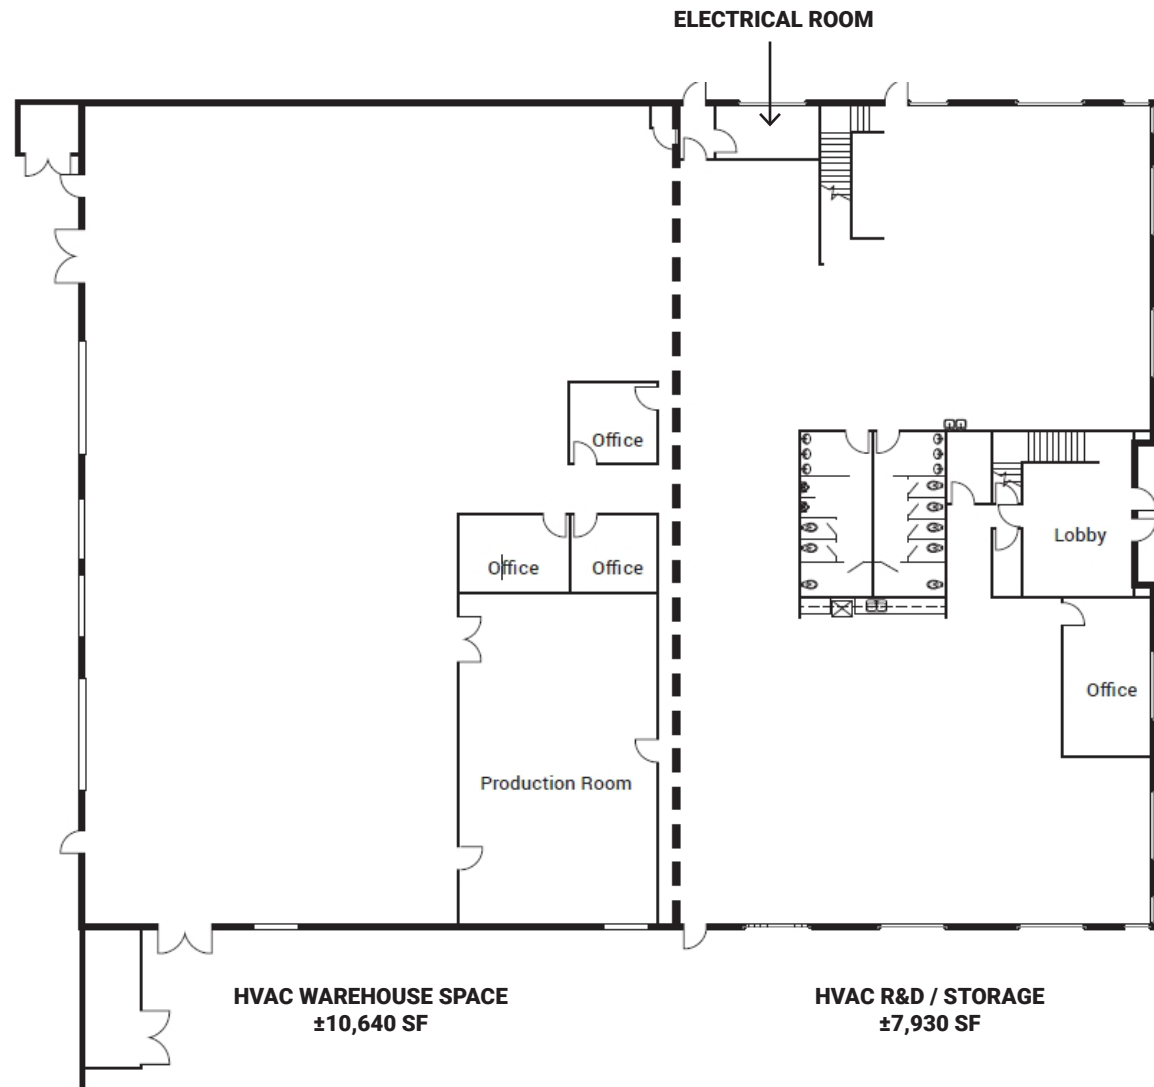 ELECTRICAL ROOM
Office
Office
Office
Lobby
Office
Production Room
HVAC WAREHOUSE SPACE
±10,640 SF
HVAC R&D / STORAGE
±7,930 SF